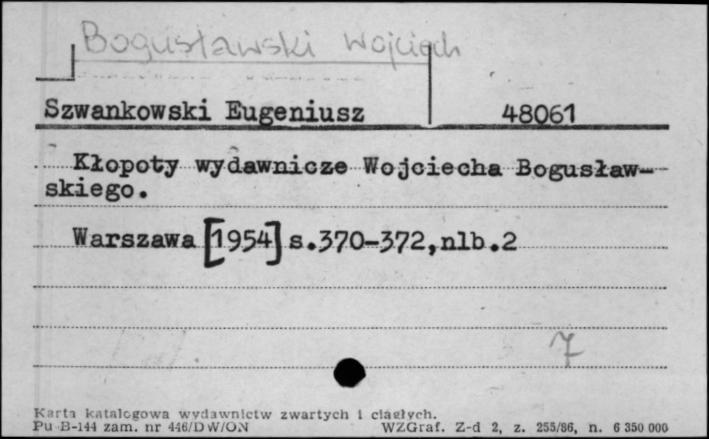 Bogusławski Wojciech
Szwankowski Eugeniusz 48061
Kłopoty wydawnicze Wojciecha Bogusław-
skiego.
Warszawa [1954] s.370-372,nlb.2
7
Karta katalogowa wydawnictw zwartych i ciągłych.
Pu B-144 zam. nr 446/DW/ON WZGraf. Z-d 2, z. 255/86, n. 6 350 000